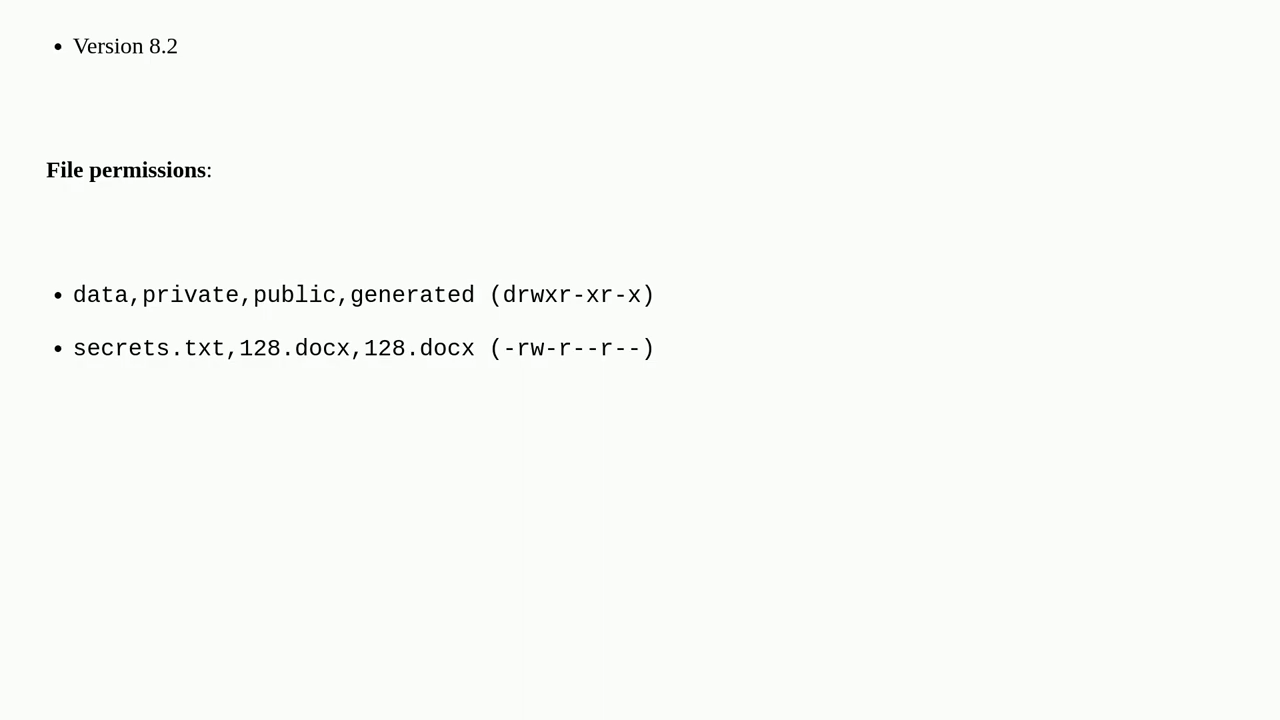 • Version 8.2
File permissions:
• data,private,public,generated (drwxr-xr-x)
• secrets.txt,128.docx,128.docx (-rw-r--r--)